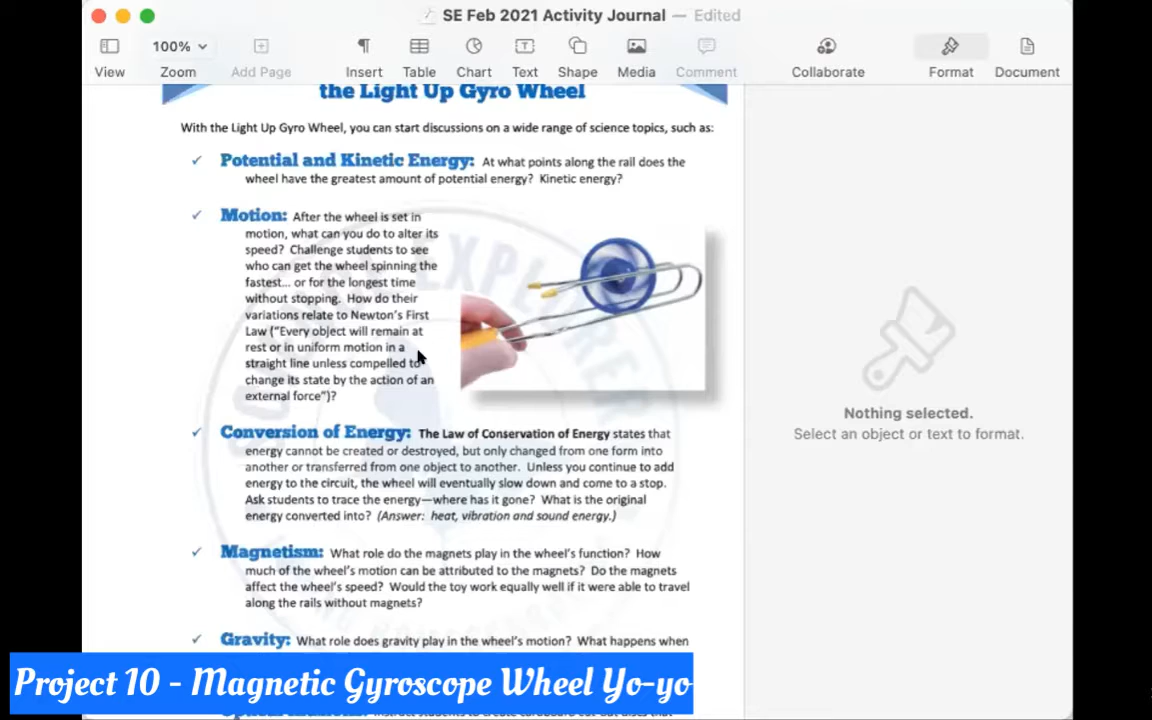 SE Feb 2021 Activity Journal — Edited
100%
View
Zoom
Add Page
Insert
Table
Chart
Text
Shape
Media
Comment
Collaborate
Format
Document
the Light Up Gyro Wheel
With the Light Up Gyro Wheel, you can start discussions on a wide range of science topics, such as:
✓ Potential and Kinetic Energy: At what points along the rail does the
wheel have the greatest amount of potential energy? Kinetic energy?
✓ Motion: After the wheel is set in
motion, what can you do to alter its
speed? Challenge students to see
who can get the wheel spinning the
fastest... or for the longest time
without stopping. How do their
variations relate to Newton's First
Law ("Every object will remain at
rest or in uniform motion in a
straight line unless compelled to
change its state by the action of an
external force")?
✓ Conversion of Energy: The Law of Conservation of Energy states that
energy cannot be created or destroyed, but only changed from one form into
another or transferred from one object to another. Unless you continue to add
energy to the circuit, the wheel will eventually slow down and come to a stop.
Ask students to trace the energy—where has it gone? What is the original
energy converted into? (Answer: heat, vibration and sound energy.)
✓ Magnetism: What role do the magnets play in the wheel's function? How
much of the wheel's motion can be attributed to the magnets? Do the magnets
affect the wheel's speed? Would the toy work equally well if it were able to travel
along the rails without magnets?
✓ Gravity: What role does gravity play in the wheel's motion? What happens when
Nothing selected.
Select an object or text to format.
Project 10 - Magnetic Gyroscope Wheel Yo-yo